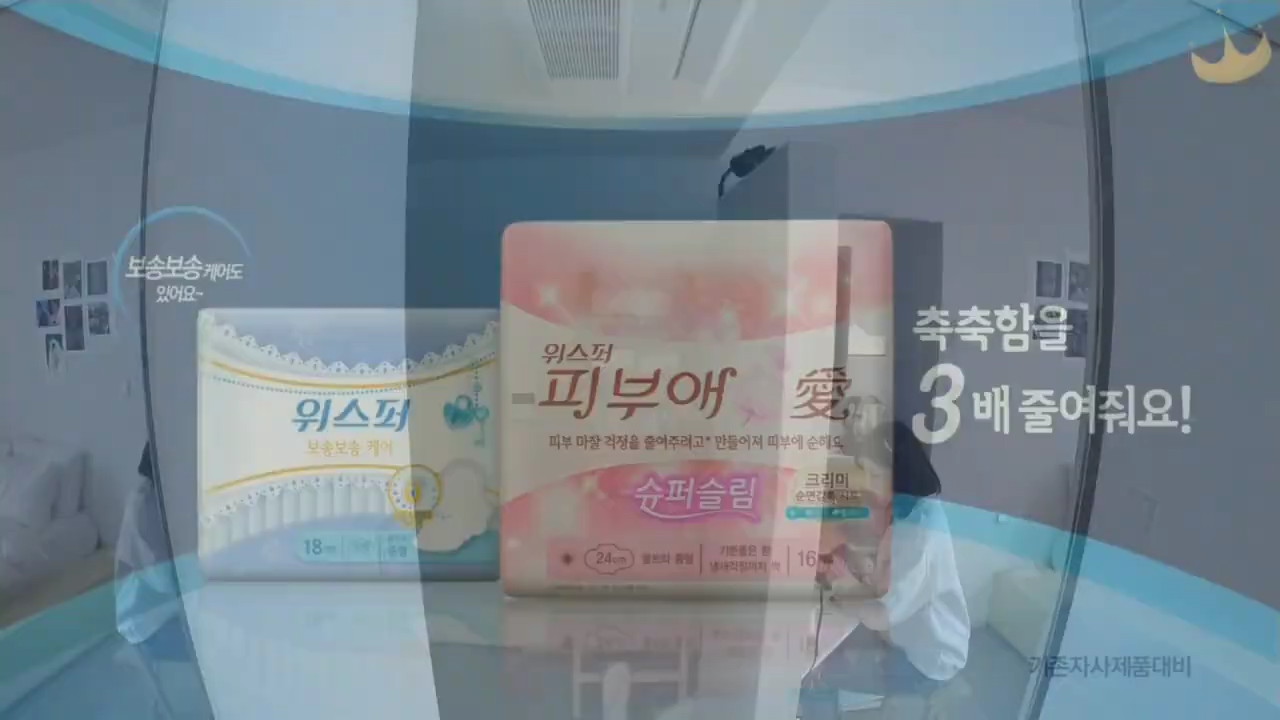 보송보송 케어도
있어요~
위스퍼
보송보송 케어
18
중형
위스퍼
피부애 愛
피부 마찰 걱정을 줄여주려고* 만들어져 피부에 순해요
슈퍼슬림
크리미
24cm
16
축축함을
3배 줄여줘요!
기존자사제품대비